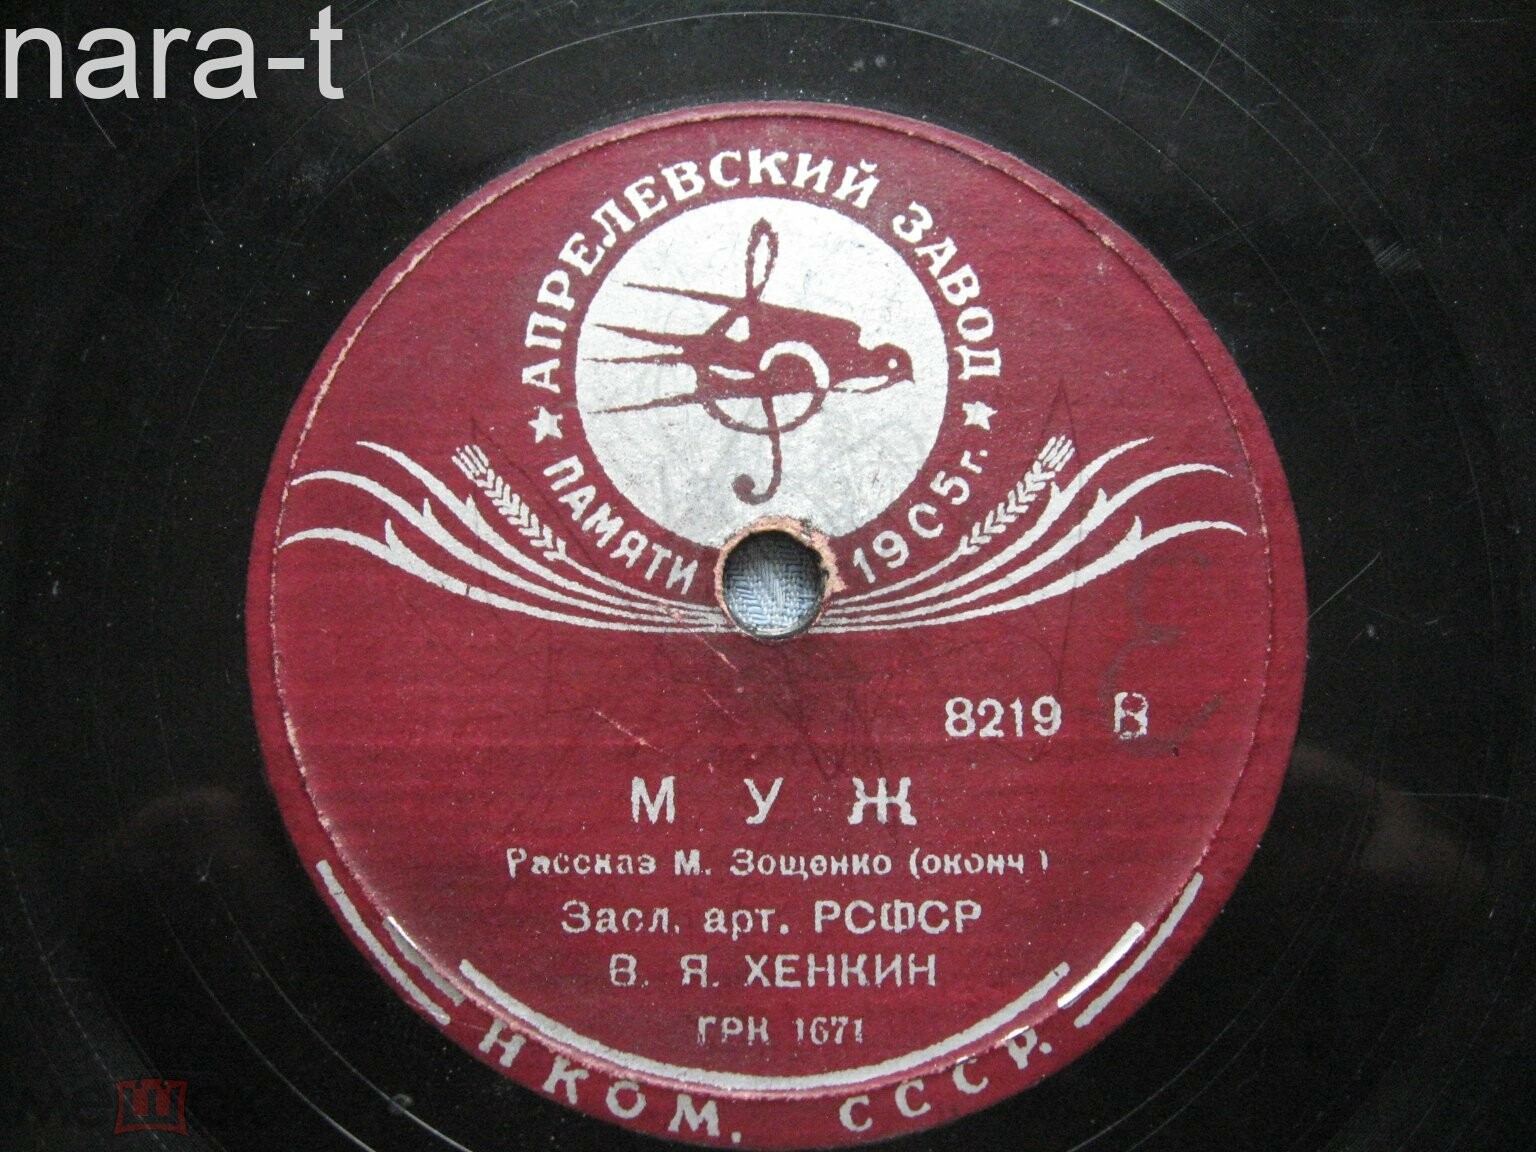 nara-t
АПРЕЛЕВСКИЙ ЗАВОД
★ ПАМЯТИ 1905 г. ★
8219 В
МУЖ
Рассказ М. Зощенко (оконч)
Засл. арт. РСФСР
В. Я. ХЕНКИН
ГРК 1671
НКОМ. СССР.